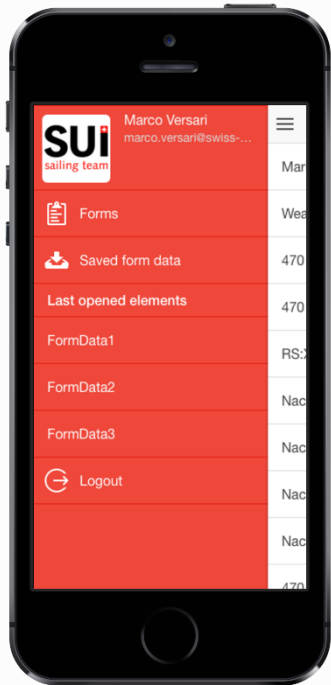 SUI
sailing team
Marco Versari
marco.versari@swiss-...
Forms
Saved form data
Last opened elements
FormData1
FormData2
FormData3
Logout
Mar
Wea
470
470
RS:X
Nac
Nac
Nac
Nac
470